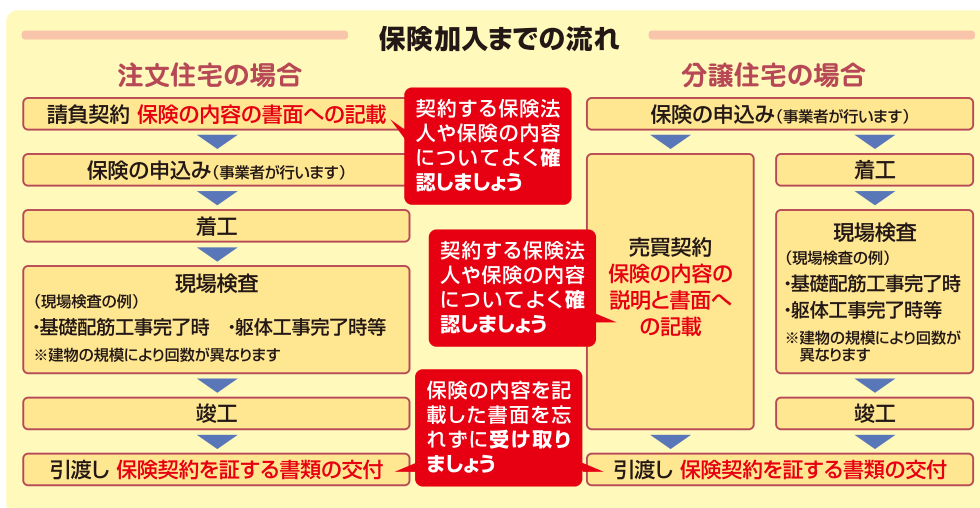 保険加入までの流れ
注文住宅の場合
請負契約 保険の内容の書面への記載
保険の申込み(事業者が行います)
着工
現場検査
(現場検査の例)
・基礎配筋工事完了時 ・躯体工事完了時等
※建物の規模により回数が異なります
竣工
引渡し 保険契約を証する書類の交付
契約する保険法
人や保険の内容
についてよく確
認しましょう
契約する保険法
人や保険の内容
についてよく確
認しましょう
保険の内容を記
載した書面を忘
れずに受け取り
ましょう
分譲住宅の場合
保険の申込み(事業者が行います)
売買契約
保険の内容の
説明と書面へ
の記載
着工
現場検査
(現場検査の例)
・基礎配筋工事完了時
・躯体工事完了時等
※建物の規模により回数が
異なります
竣工
引渡し 保険契約を証する書類の交付